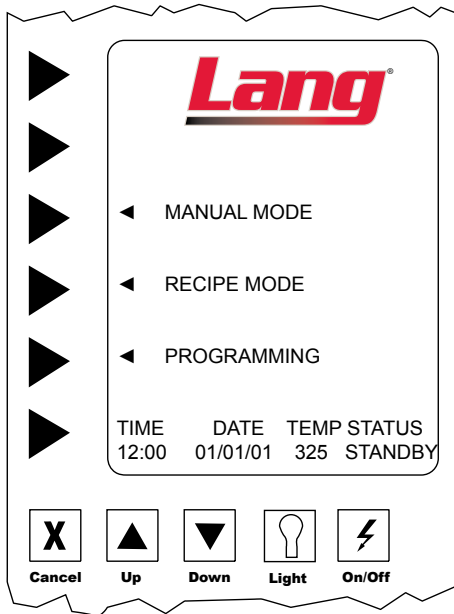 Lang®
MANUAL MODE
RECIPE MODE
PROGRAMMING
TIME DATE TEMP STATUS
12:00 01/01/01 325 STANDBY
X
Cancel Up Down Light On/Off